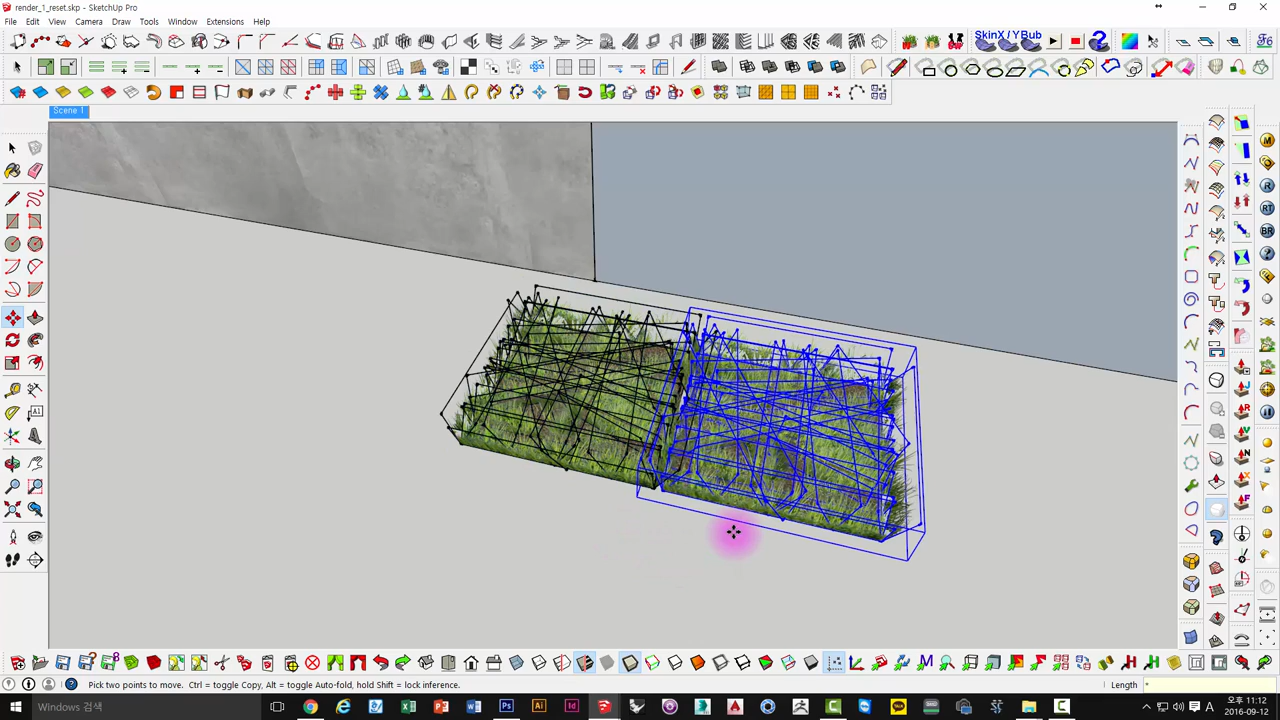 render_1_reset.skp - SketchUp Pro
File Edit View Camera Draw Tools Window Extensions Help
SkinX / YBub
Scene 1
Pick two points to move. Ctrl = toggle Copy, Alt = toggle Auto-fold, hold Shift = lock inference.
Length *
Windows 검색
A 오후 11:12
2016-09-12